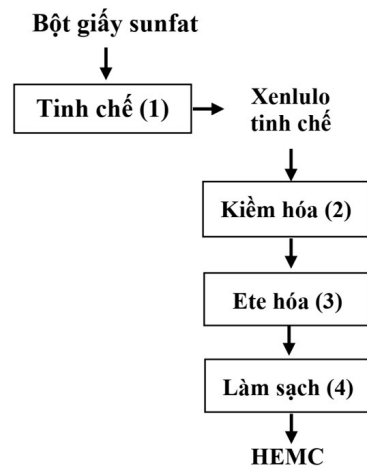 Bột giấy sunfat
Tinh chế (1)
Xenlulo
tinh chế
Kiềm hóa (2)
Ete hóa (3)
Làm sạch (4)
HEMC